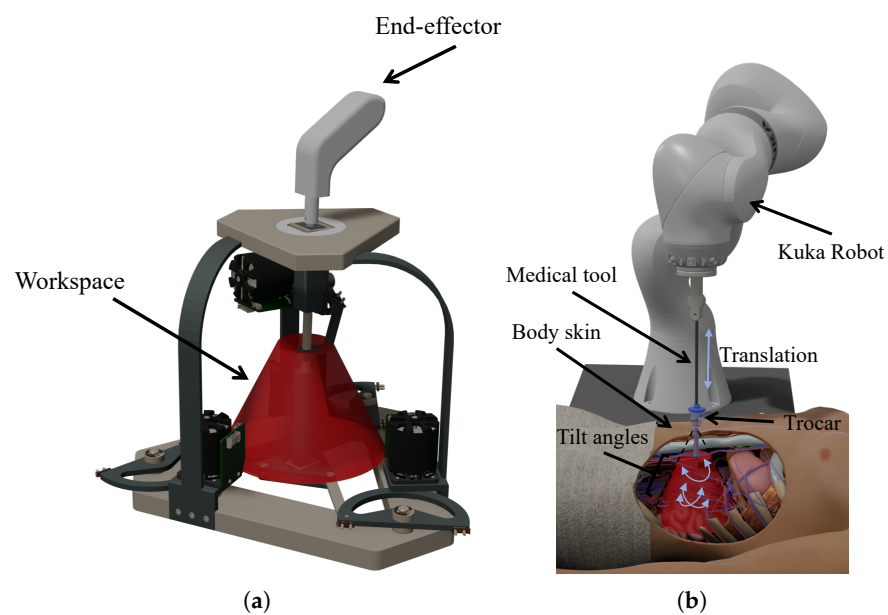 End-effector
Workspace
(a)
Kuka Robot
Medical tool
Body skin
Translation
Trocar
Tilt angles
(b)